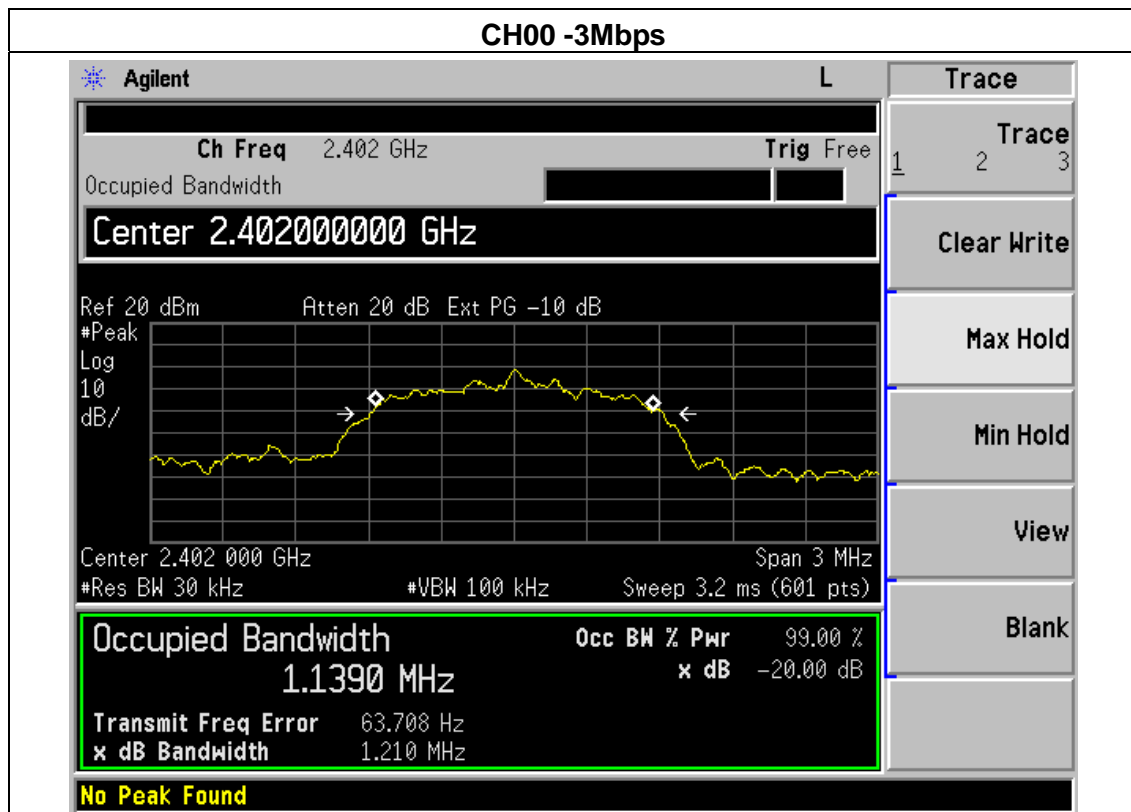 CH00 -3Mbps
Agilent L Trace
Ch Freq 2.402 GHz Trig Free
Occupied Bandwidth
Center 2.402000000 GHz
Ref 20 dBm Atten 20 dB Ext PG -10 dB
#Peak
Log
10
dB/
Center 2.402 000 GHz Span 3 MHz
#Res BW 30 kHz #VBW 100 kHz Sweep 3.2 ms (601 pts)
Occupied Bandwidth
1.1390 MHz
Occ BW % Pwr 99.00 %
x dB -20.00 dB
Transmit Freq Error 63.708 Hz
x dB Bandwidth 1.210 MHz
No Peak Found
Trace
1 2 3
Clear Write
Max Hold
Min Hold
View
Blank